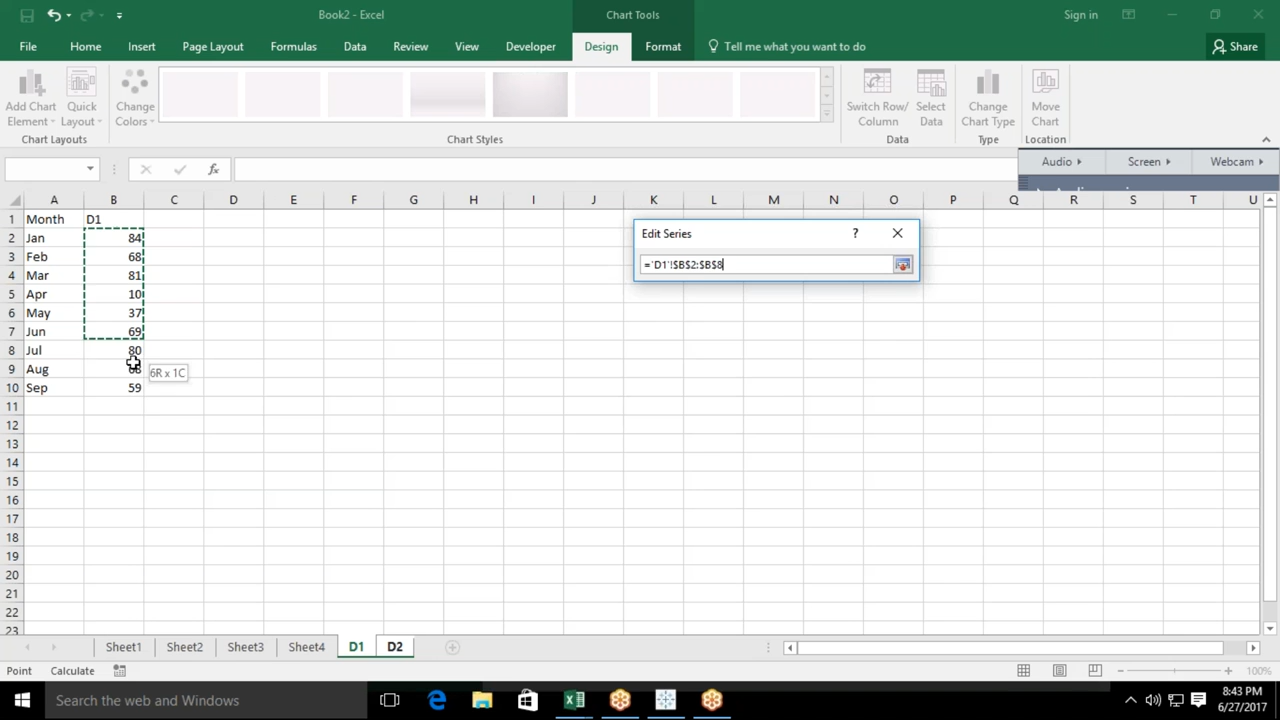 Book2 - Excel
Chart Tools
Sign in
File Home Insert Page Layout Formulas Data Review View Developer Design Format Tell me what you want to do Share
Add Chart Element
Quick Layout
Change Colors
Switch Row/ Column
Select Data
Change Chart Type
Move Chart
Chart Layouts Chart Styles Data Type Location
fx
Audio Screen Webcam
A B C D E F G H I J K L M N O P Q R S T U
1 Month D1
2 Jan 84
3 Feb 68
4 Mar 81
5 Apr 10
6 May 37
7 Jun 69
8 Jul 80
9 Aug
10 Sep 59
11
12
13
14
15
16
17
18
19
20
21
22
23
6R x 1C
Edit Series ?
='D1'!$B$2:$B$8
Sheet1 Sheet2 Sheet3 Sheet4 D1 D2
Point Calculate 100%
Search the web and Windows
8:43 PM
6/27/2017